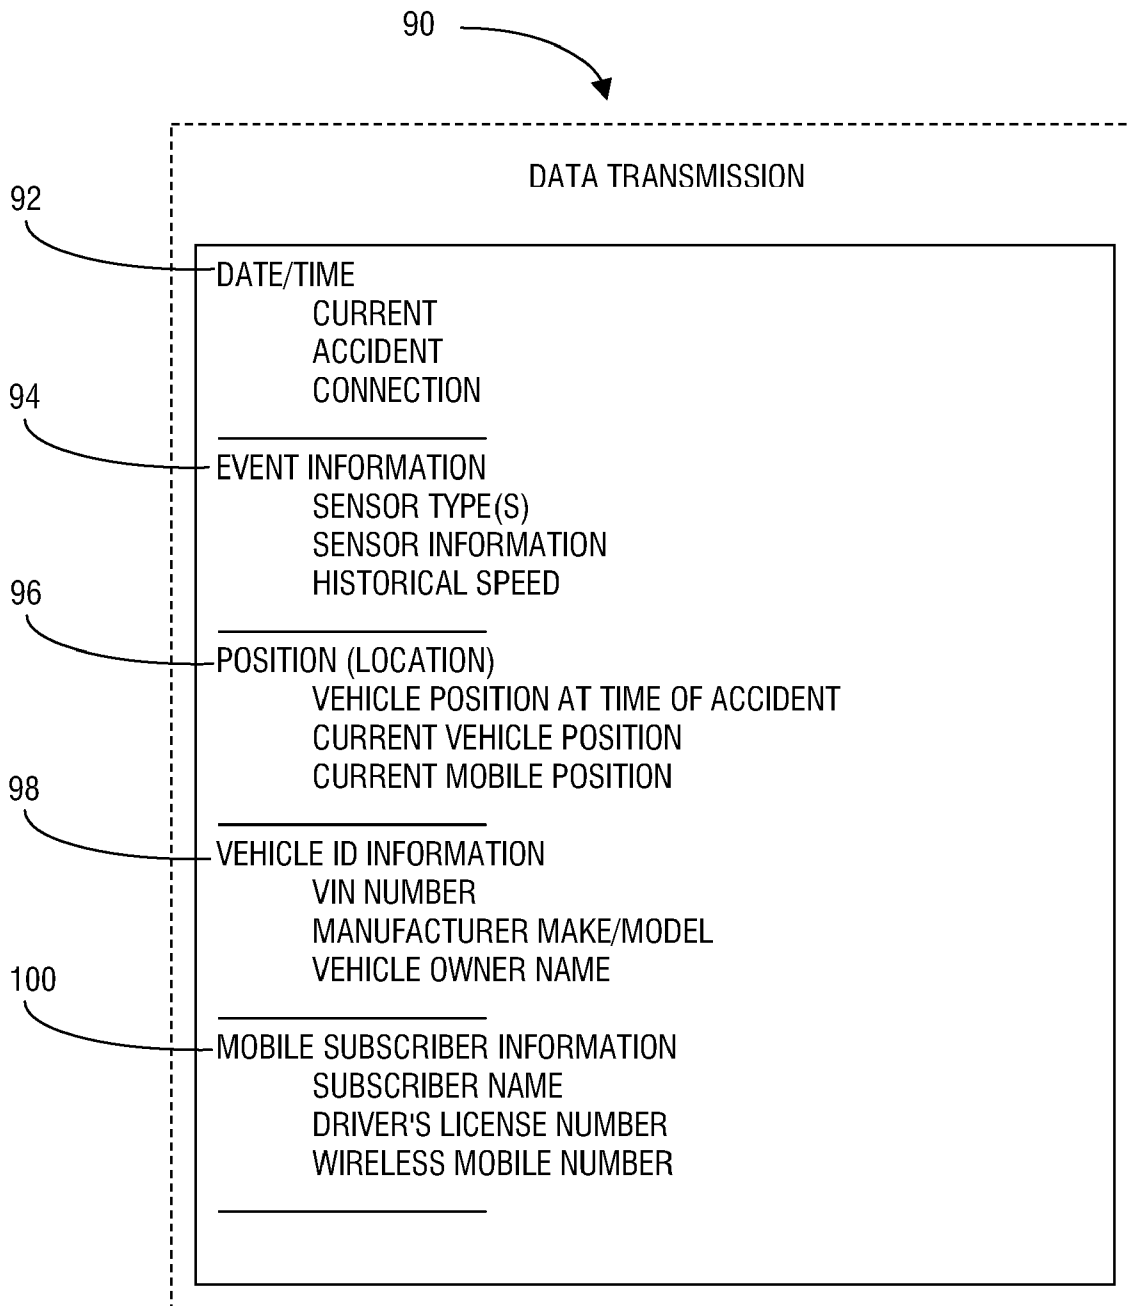 90
DATA TRANSMISSION
92
DATE/TIME
CURRENT
ACCIDENT
CONNECTION
94
EVENT INFORMATION
SENSOR TYPE(S)
SENSOR INFORMATION
HISTORICAL SPEED
96
POSITION (LOCATION)
VEHICLE POSITION AT TIME OF ACCIDENT
CURRENT VEHICLE POSITION
CURRENT MOBILE POSITION
98
VEHICLE ID INFORMATION
VIN NUMBER
MANUFACTURER MAKE/MODEL
VEHICLE OWNER NAME
100
MOBILE SUBSCRIBER INFORMATION
SUBSCRIBER NAME
DRIVER'S LICENSE NUMBER
WIRELESS MOBILE NUMBER